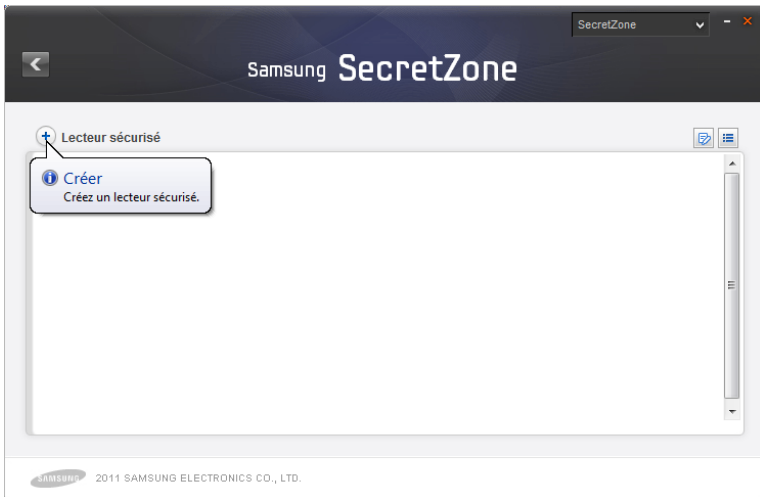 SecretZone
Samsung SecretZone
Lecteur sécurisé
Créer
Créez un lecteur sécurisé.
SAMSUNG 2011 SAMSUNG ELECTRONICS CO., LTD.